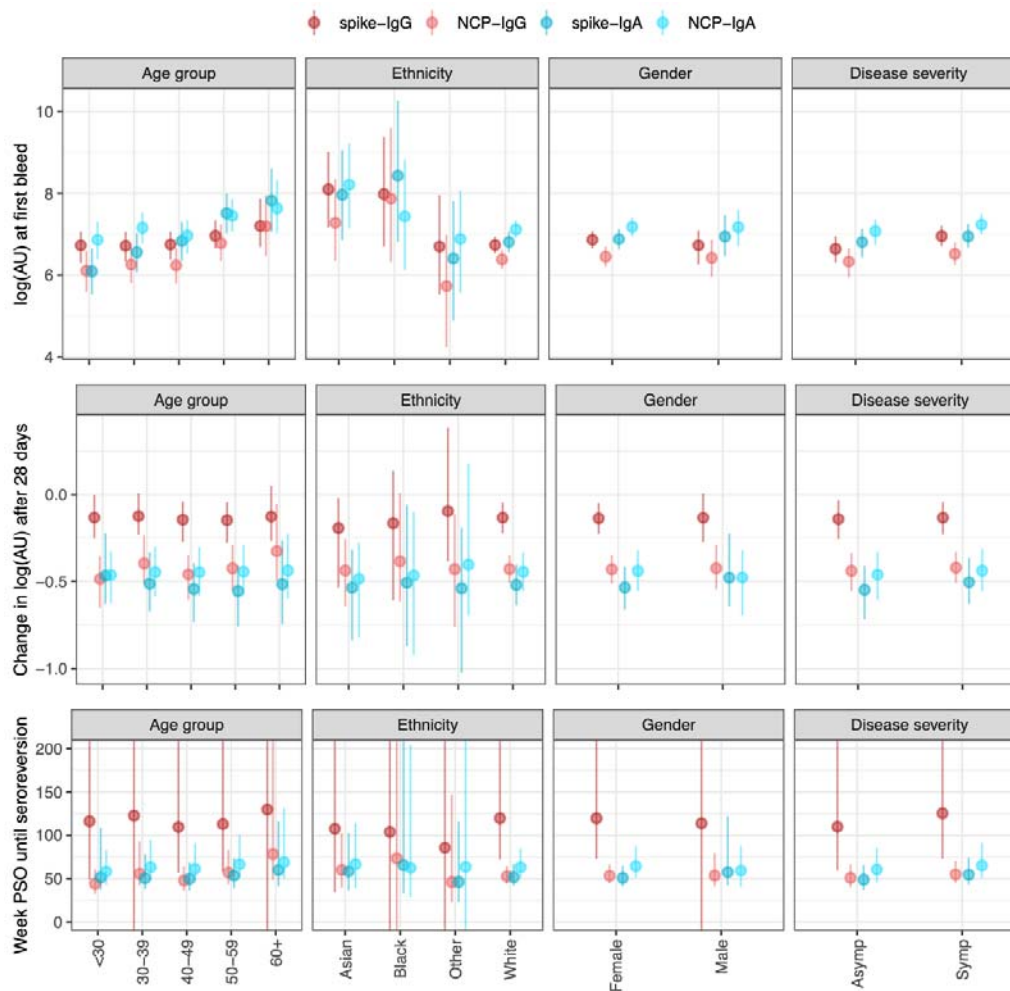 spike–IgG NCP–IgG spike–IgA NCP–IgA
log(AU) at first bleed
Age group Ethnicity Gender Disease severity
10
8
6
4
Change in log(AU) after 28 days
Age group Ethnicity Gender Disease severity
0.0
−0.5
−1.0
Week PSO until seroreversion
Age group Ethnicity Gender Disease severity
200
150
100
50
0
<30 30–39 40–49 50–59 60+ Asian Black Other White Female Male Asymp Symp